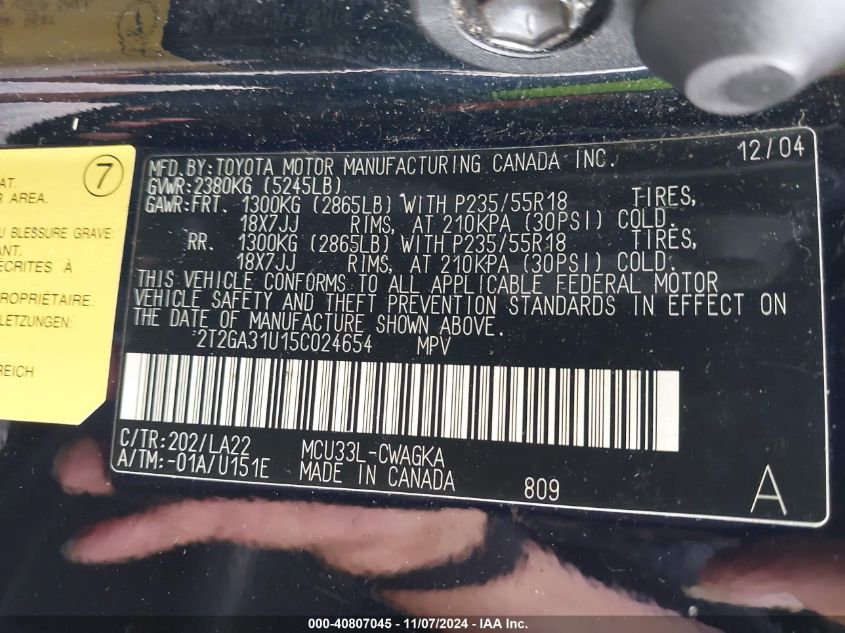 7
AT.
R AREA.
U BLESSURE GRAVE:
ANT.
ÉCRITES À
PROPRIÉTAIRE.
LETZUNGEN:
REICH
MFD.BY:TOYOTA MOTOR MANUFACTURING CANADA INC. 12/04
GVWR:2380KG (5245LB)
GAWR:FRT. 1300KG (2865LB) WITH P235/55R18 TIRES,
18X7JJ RIMS, AT 210KPA (30PSI) COLD.
RR. 1300KG (2865LB) WITH P235/55R18 TIRES,
18X7JJ RIMS, AT 210KPA (30PSI) COLD.
THIS VEHICLE CONFORMS TO ALL APPLICABLE FEDERAL MOTOR
VEHICLE SAFETY AND THEFT PREVENTION STANDARDS IN EFFECT ON
THE DATE OF MANUFACTURE SHOWN ABOVE.
2T2GA31U15C024654 MPV
C/TR:202/LA22 MCU33L-CWAGKA
A/TM:-01A/U151E MADE IN CANADA
809 A
000-40807045 - 11/07/2024 - IAA Inc.